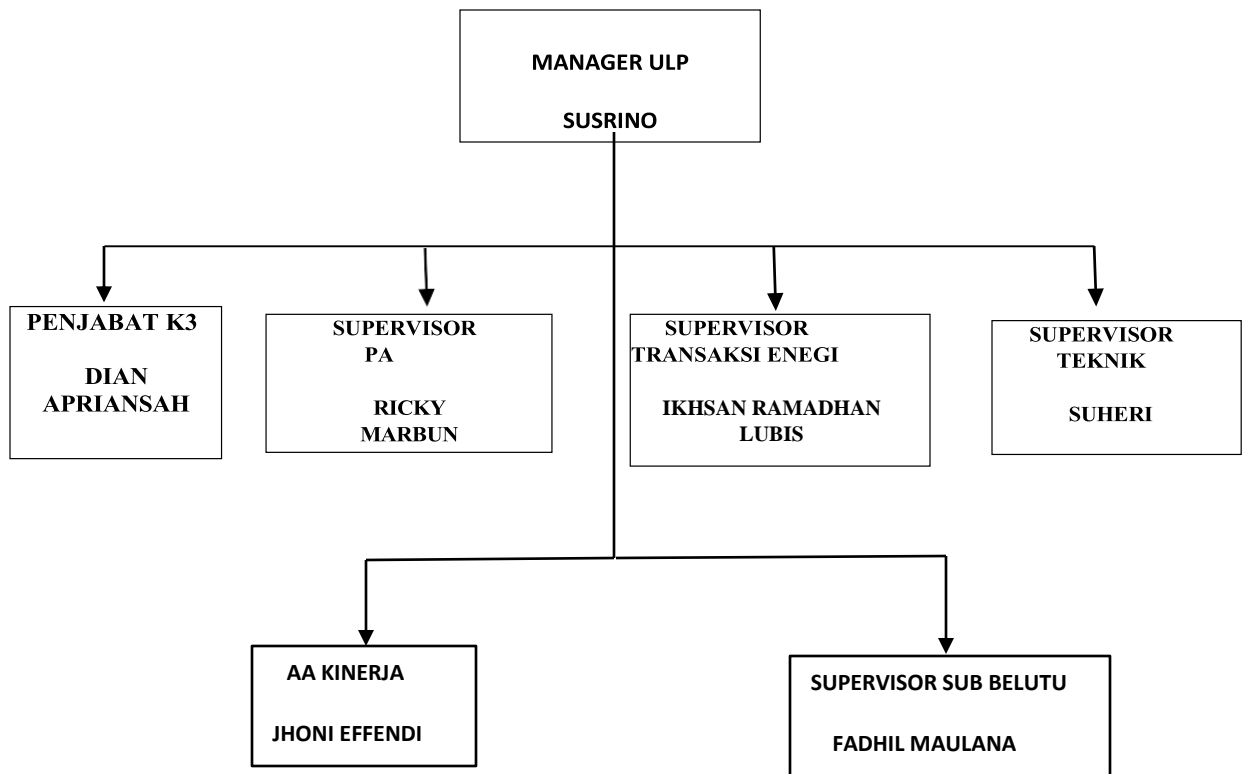 MANAGER ULP
SUSRINO
PENJABAT K3
DIAN
APRIANSAH
SUPERVISOR
PA
RICKY
MARBUN
SUPERVISOR
TRANSAKSI ENEGI
IKHSAN RAMADHAN
LUBIS
SUPERVISOR
TEKNIK
SUHERI
AA KINERJA
JHONI EFFENDI
SUPERVISOR SUB BELUTU
FADHIL MAULANA